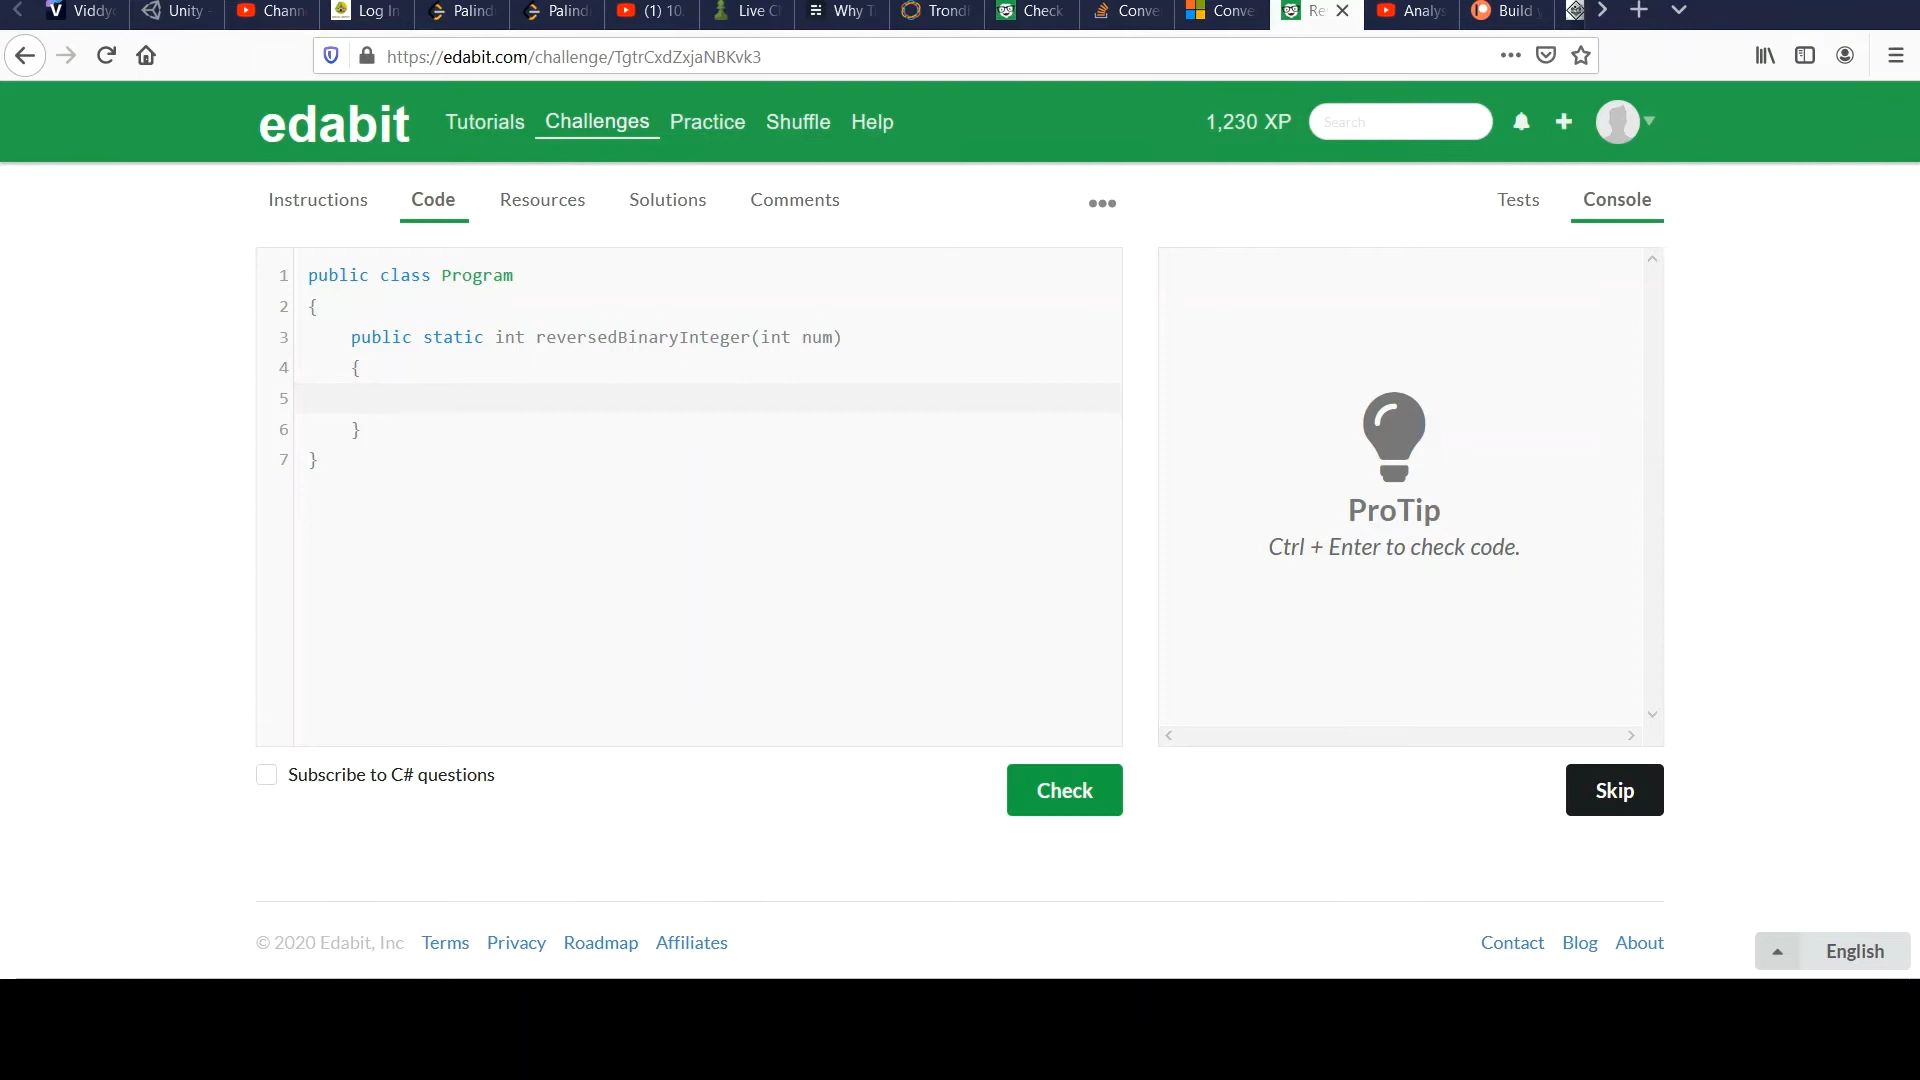 Viddy
Unity
Chann
Log In
Palind
Palind
(1) 10.
Live C
Why T
Trondh
Check
Conve
Conve
Re
Analys
Build y
https://edabit.com/challenge/TgtrCxdZxjaNBKvk3
edabit Tutorials Challenges Practice Shuffle Help 1,230 XP Search
Instructions Code Resources Solutions Comments Tests Console
1 public class Program
2 {
3 public static int reversedBinaryInteger(int num)
4 {
5
6 }
7 }
ProTip
Ctrl + Enter to check code.
Subscribe to C# questions Check Skip
© 2020 Edabit, Inc Terms Privacy Roadmap Affiliates Contact Blog About
English